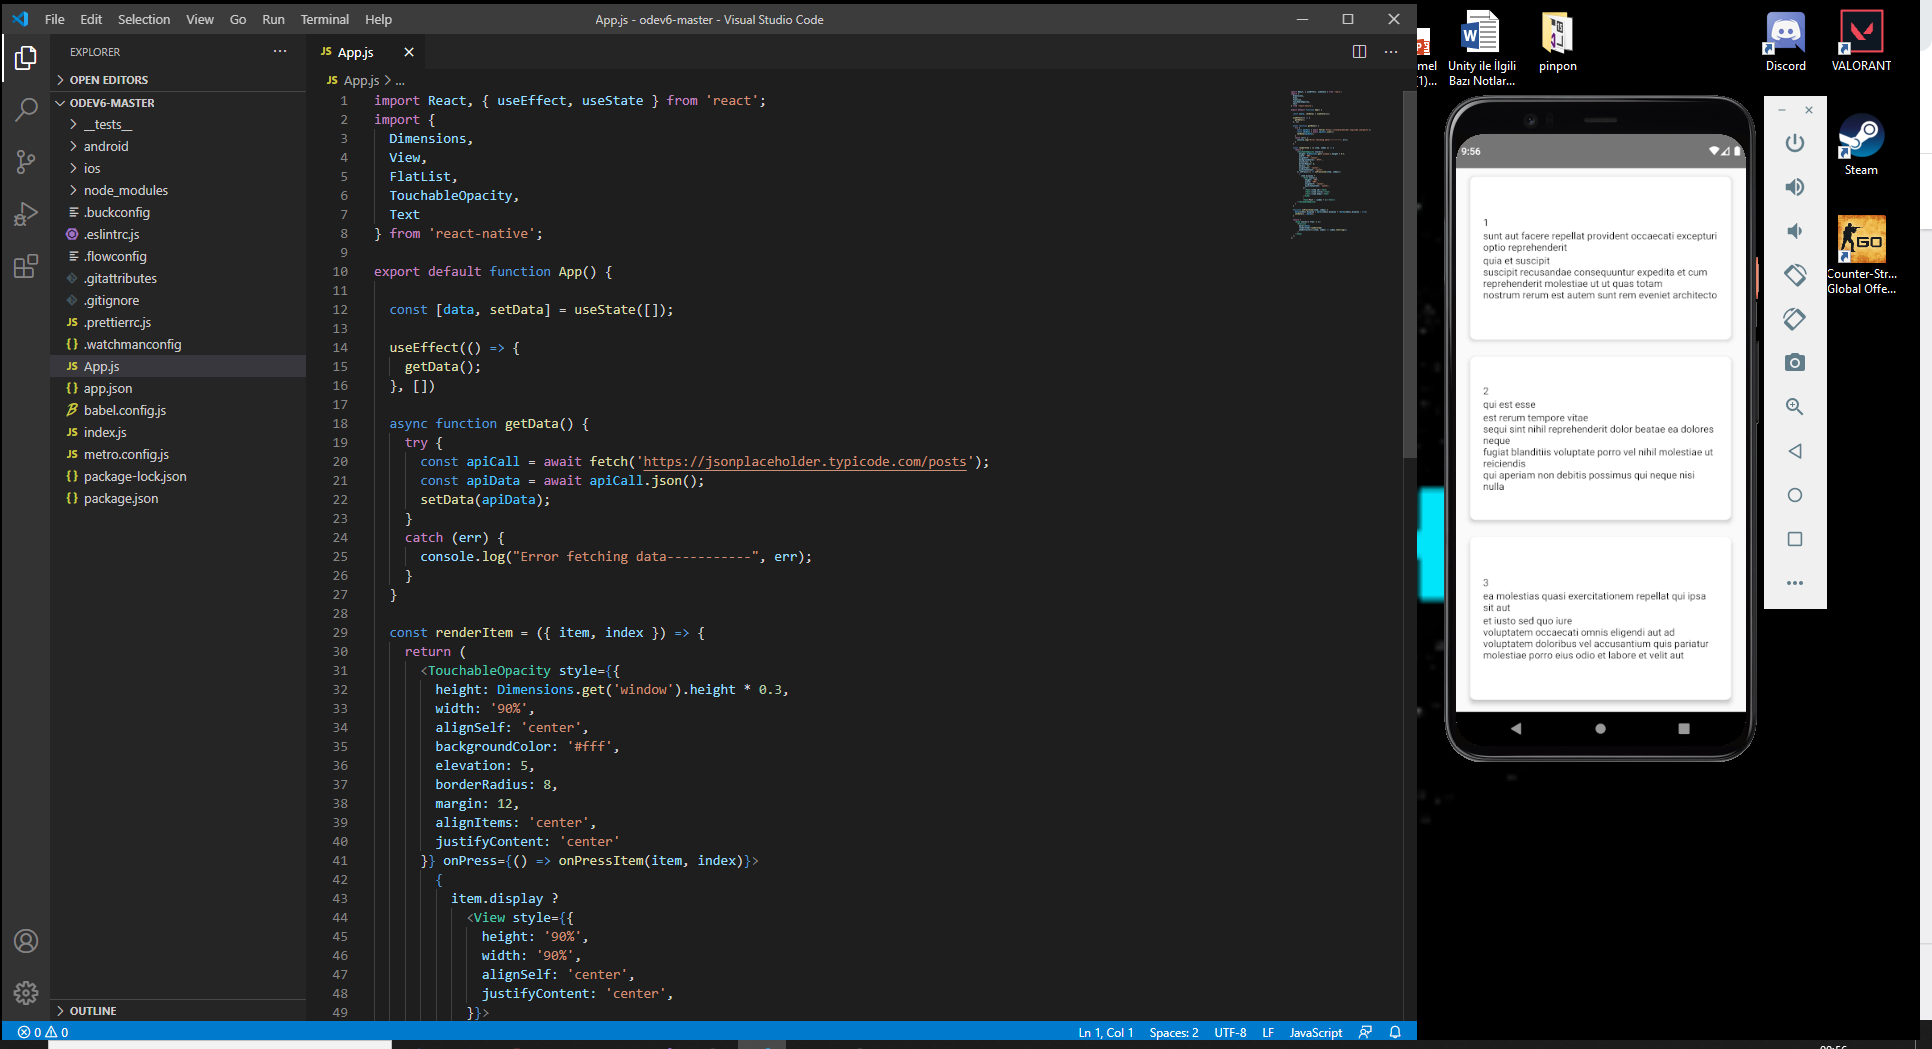 File Edit Selection View Go Run Terminal Help
App.js - odev6-master - Visual Studio Code
EXPLORER
OPEN EDITORS
ODEV6-MASTER
__tests__
android
ios
node_modules
.buckconfig
.eslintrc.js
.flowconfig
.gitattributes
.gitignore
JS .prettierrc.js
{} .watchmanconfig
JS App.js
{} app.json
babel.config.js
JS index.js
JS metro.config.js
{} package-lock.json
{} package.json
OUTLINE
JS App.js
JS App.js > ...
1 import React, { useEffect, useState } from 'react';
2 import {
3 Dimensions,
4 View,
5 FlatList,
6 TouchableOpacity,
7 Text
8 } from 'react-native';
9
10 export default function App() {
11
12 const [data, setData] = useState([]);
13
14 useEffect(() => {
15 getData();
16 }, [])
17
18 async function getData() {
19 try {
20 const apiCall = await fetch('https://jsonplaceholder.typicode.com/posts');
21 const apiData = await apiCall.json();
22 setData(apiData);
23 }
24 catch (err) {
25 console.log("Error fetching data-----------", err);
26 }
27 }
28
29 const renderItem = ({ item, index }) => {
30 return (
31 <TouchableOpacity style={{
32 height: Dimensions.get('window').height * 0.3,
33 width: '90%',
34 alignSelf: 'center',
35 backgroundColor: '#fff',
36 elevation: 5,
37 borderRadius: 8,
38 margin: 12,
39 alignItems: 'center',
40 justifyContent: 'center'
41 }} onPress={() => onPressItem(item, index)}>
42 {
43 item.display ?
44 <View style={{
45 height: '90%',
46 width: '90%',
47 alignSelf: 'center',
48 justifyContent: 'center',
49 }}>
0 0
Ln 1, Col 1 Spaces: 2 UTF-8 LF JavaScript
Unity ile İlgili
Bazı Notlar...
pinpon
Discord
VALORANT
Steam
GO
Counter-Str...
Global Offe...
9:56
1
sunt aut facere repellat provident occaecati excepturi
optio reprehenderit
quia et suscipit
suscipit recusandae consequuntur expedita et cum
reprehenderit molestiae ut ut quas totam
nostrum rerum est autem sunt rem eveniet architecto
2
qui est esse
est rerum tempore vitae
sequi sint nihil reprehenderit dolor beatae ea dolores
neque
fugiat blanditiis voluptate porro vel nihil molestiae ut
reiciendis
qui aperiam non debitis possimus qui neque nisi
nulla
3
ea molestias quasi exercitationem repellat qui ipsa
sit aut
et iusto sed quo iure
voluptatem occaecati omnis eligendi aut ad
voluptatem doloribus vel accusantium quis pariatur
molestiae porro eius odio et labore et velit aut